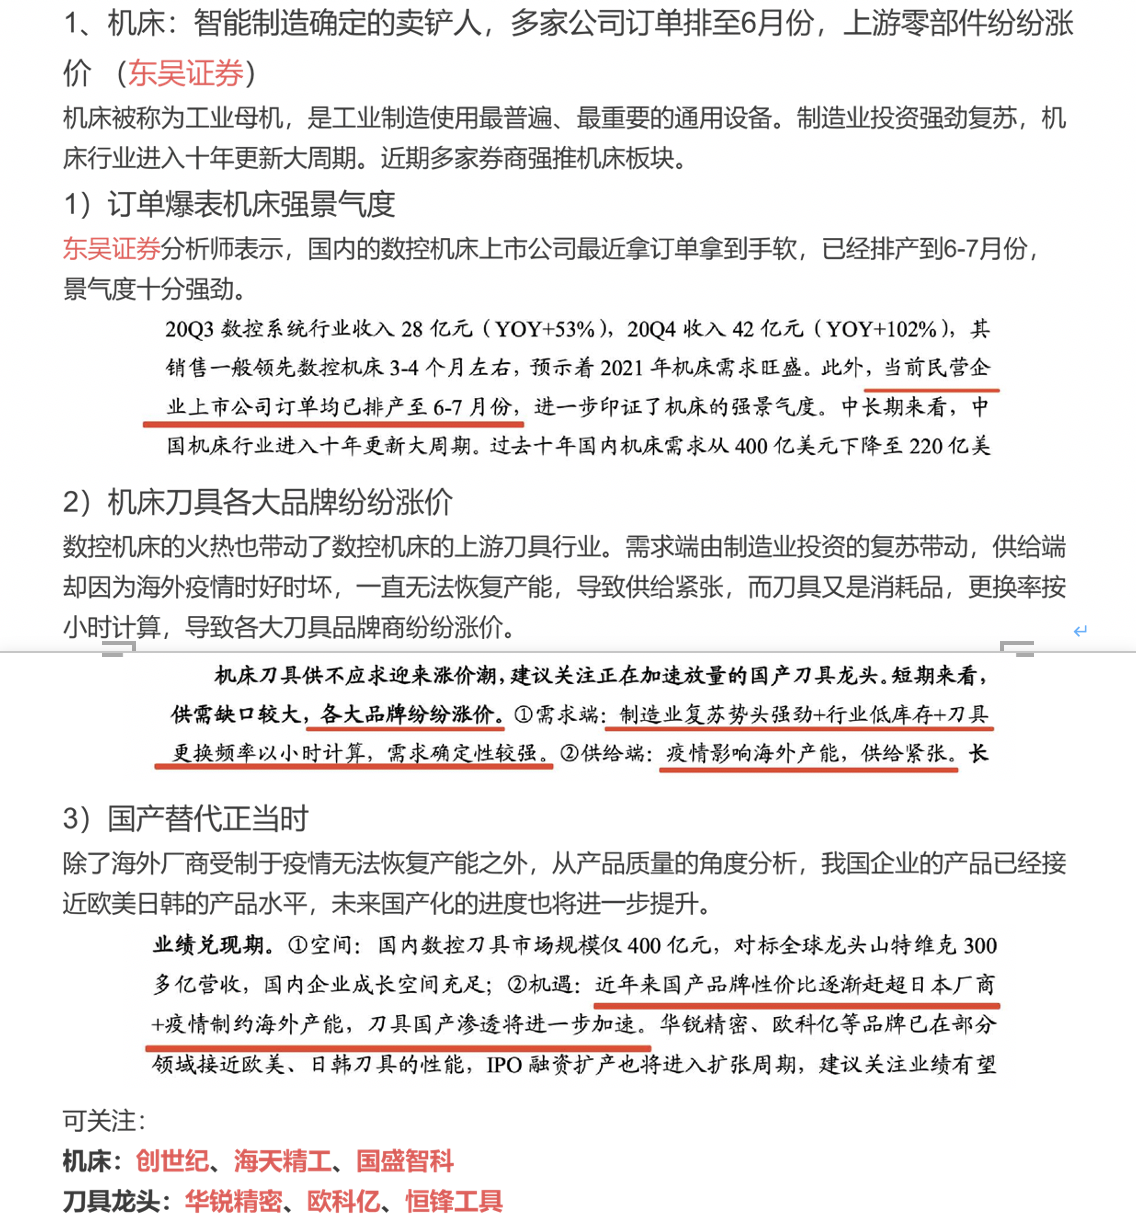 1、机床：智能制造确定的卖铲人，多家公司订单排至6月份，上游零部件纷纷涨
价 （东吴证券）
机床被称为工业母机，是工业制造使用最普遍、最重要的通用设备。制造业投资强劲复苏，机
床行业进入十年更新大周期。近期多家券商强推机床板块。
1）订单爆表机床强景气度
东吴证券分析师表示，国内的数控机床上市公司最近拿订单拿到手软，已经排产到6-7月份，
景气度十分强劲。
20Q3 数控系统行业收入 28 亿元（YOY+53%），20Q4 收入 42 亿元（YOY+102%），其
销售一般领先数控机床 3-4 个月左右，预示着 2021 年机床需求旺盛。此外，当前民营企
业上市公司订单均已排产至 6-7 月份，进一步印证了机床的强景气度。中长期来看，中
国机床行业进入十年更新大周期。过去十年国内机床需求从 400 亿美元下降至 220 亿美
2）机床刀具各大品牌纷纷涨价
数控机床的火热也带动了数控机床的上游刀具行业。需求端由制造业投资的复苏带动，供给端
却因为海外疫情时好时坏，一直无法恢复产能，导致供给紧张，而刀具又是消耗品，更换率按
小时计算，导致各大刀具品牌商纷纷涨价。
机床刀具供不应求迎来涨价潮，建议关注正在加速放量的国产刀具龙头。短期来看，
供需缺口较大，各大品牌纷纷涨价。①需求端：制造业复苏势头强劲+行业低库存+刀具
更换频率以小时计算，需求确定性较强。②供给端：疫情影响海外产能，供给紧张。长
3）国产替代正当时
除了海外厂商受制于疫情无法恢复产能之外，从产品质量的角度分析，我国企业的产品已经接
近欧美日韩的产品水平，未来国产化的进度也将进一步提升。
业绩兑现期。①空间：国内数控刀具市场规模仅 400 亿元，对标全球龙头山特维克 300
多亿营收，国内企业成长空间充足；②机遇：近年来国产品牌性价比逐渐赶超日本厂商
+疫情制约海外产能，刀具国产渗透将进一步加速。华锐精密、欧科亿等品牌已在部分
领域接近欧美、日韩刀具的性能，IPO 融资扩产也将进入扩张周期，建议关注业绩有望
可关注：
机床：创世纪、海天精工、国盛智科
刀具龙头：华锐精密、欧科亿、恒锋工具